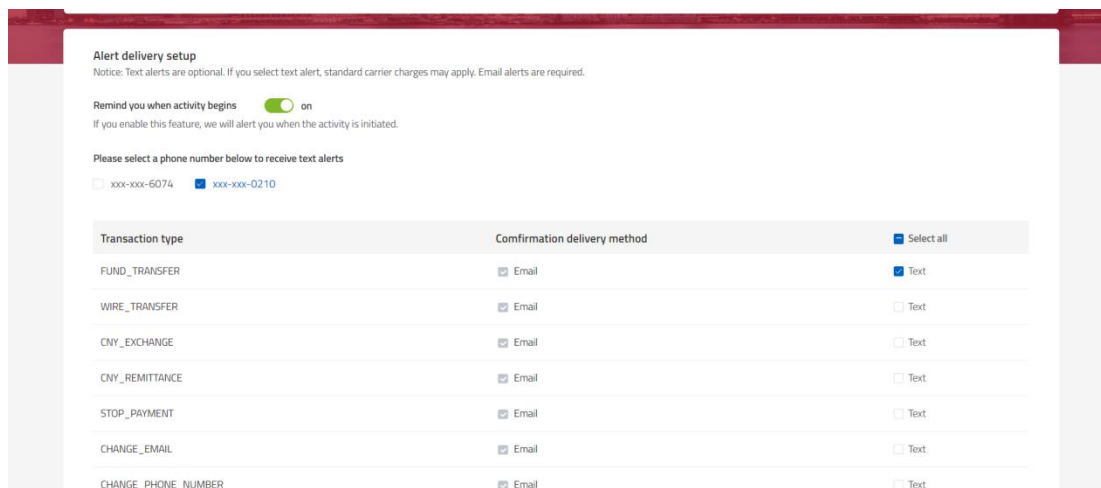 Alert delivery setup
Notice: Text alerts are optional. If you select text alert, standard carrier charges may apply. Email alerts are required.
Remind you when activity begins on
If you enable this feature, we will alert you when the activity is initiated.
Please select a phone number below to receive text alerts
xxx-xxx-6074 xxx-xxx-0210
Transaction type Comfirmation delivery method Select all
FUND_TRANSFER Email Text
WIRE_TRANSFER Email Text
CNY_EXCHANGE Email Text
CNY_REMITTANCE Email Text
STOP_PAYMENT Email Text
CHANGE_EMAIL Email Text
CHANGE_PHONE_NUMBER Email Text